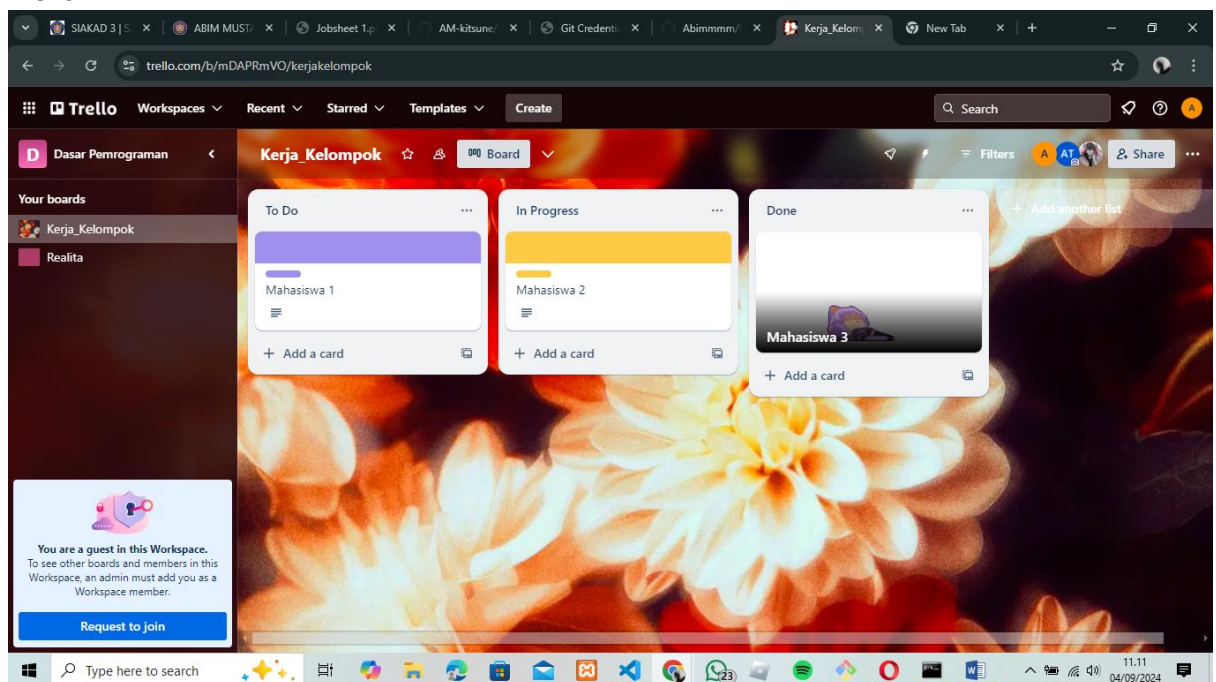 SIAKAD 3 | S
ABIM MUST
Jobsheet 1.p
AM-kitsune/
Git Credenti
Abimmmm/
Kerja_Kelom
New Tab
trello.com/b/mDAPRmVO/kerjakelompok
Trello Workspaces Recent Starred Templates Create Search A
D Dasar Pemrograman
Kerja_Kelompok Board Filters A AT Share
Your boards
Kerja_Kelompok
Realita
To Do
Mahasiswa 1
+ Add a card
In Progress
Mahasiswa 2
+ Add a card
Done
Mahasiswa 3
+ Add a card
+ Add another list
You are a guest in this Workspace.
To see other boards and members in this
Workspace, an admin must add you as a
Workspace member.
Request to join
Type here to search
23
11.11
04/09/2024